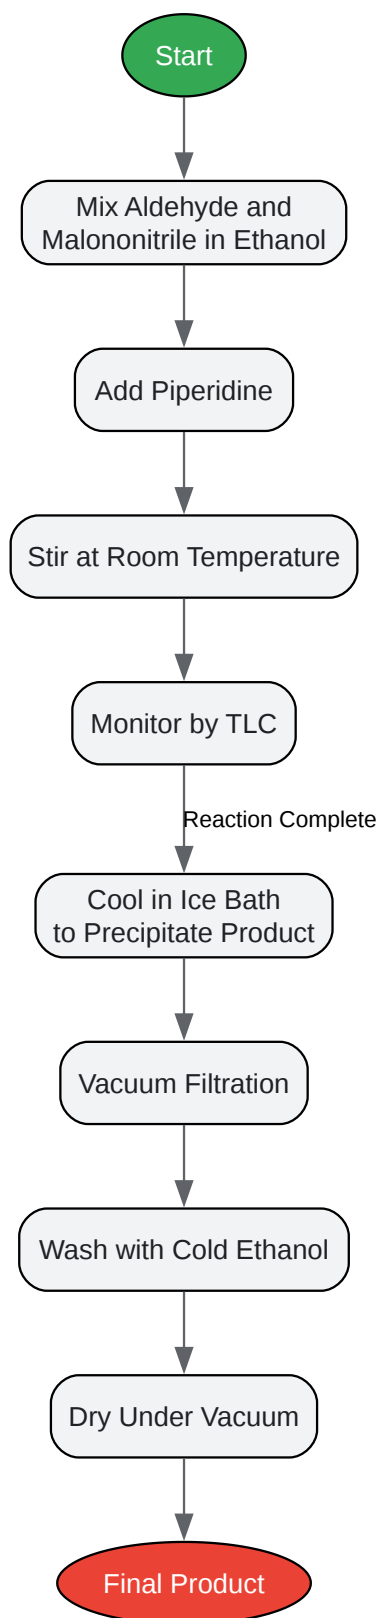 Start
Mix Aldehyde and
Malononitrile in Ethanol
Add Piperidine
Stir at Room Temperature
Monitor by TLC
Reaction Complete
Cool in Ice Bath
to Precipitate Product
Vacuum Filtration
Wash with Cold Ethanol
Dry Under Vacuum
Final Product